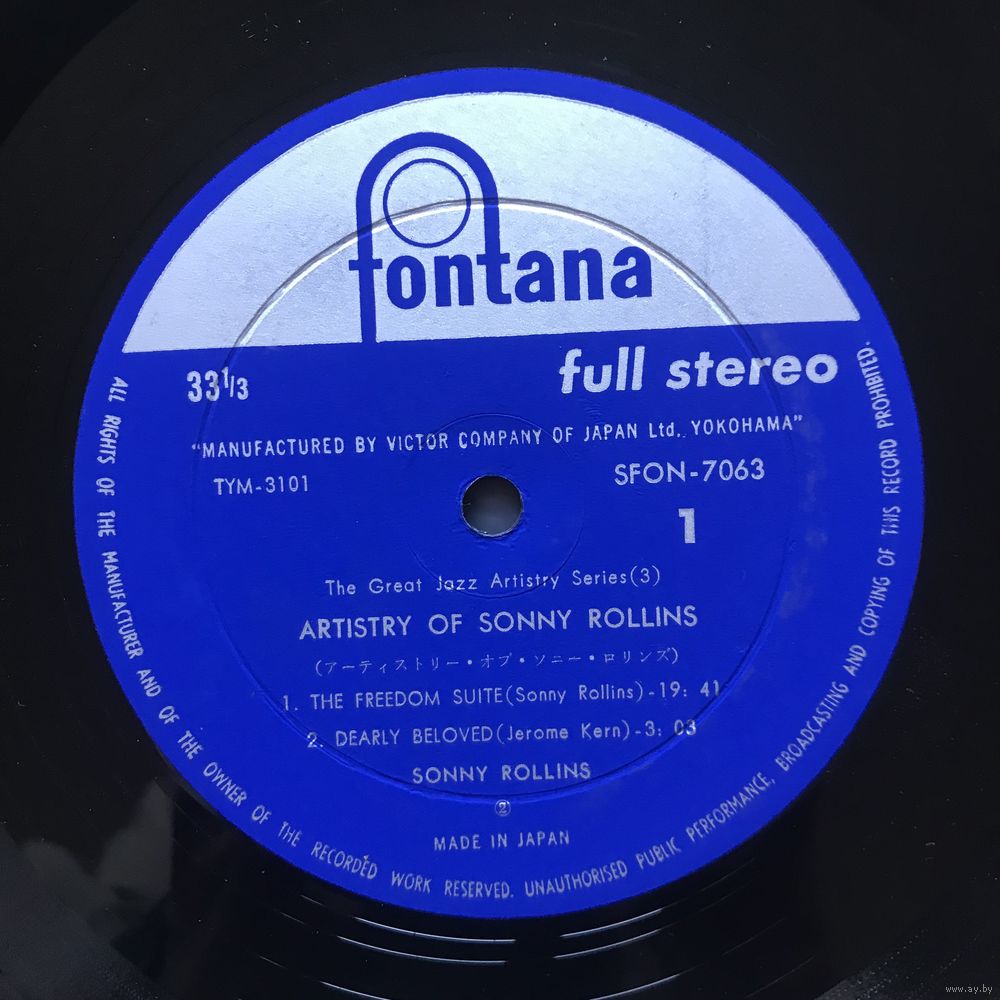 fontana
33 1/3
full stereo
"MANUFACTURED BY VICTOR COMPANY OF JAPAN Ltd., YOKOHAMA"
TYM-3101
SFON-7063
1
The Great Jazz Artistry Series(3)
ARTISTRY OF SONNY ROLLINS
(アーティストリー・オブ・ソニー・ロリンズ)
1. THE FREEDOM SUITE(Sonny Rollins)-19: 41
2. DEARLY BELOVED(Jerome Kern)-3: 03
SONNY ROLLINS
②
MADE IN JAPAN
ALL RIGHTS OF THE MANUFACTURER AND OF THE OWNER OF THE RECORDED WORK RESERVED. UNAUTHORISED PUBLIC PERFORMANCE, BROADCASTING AND COPYING OF THIS RECORD PROHIBITED.
www.ay.by